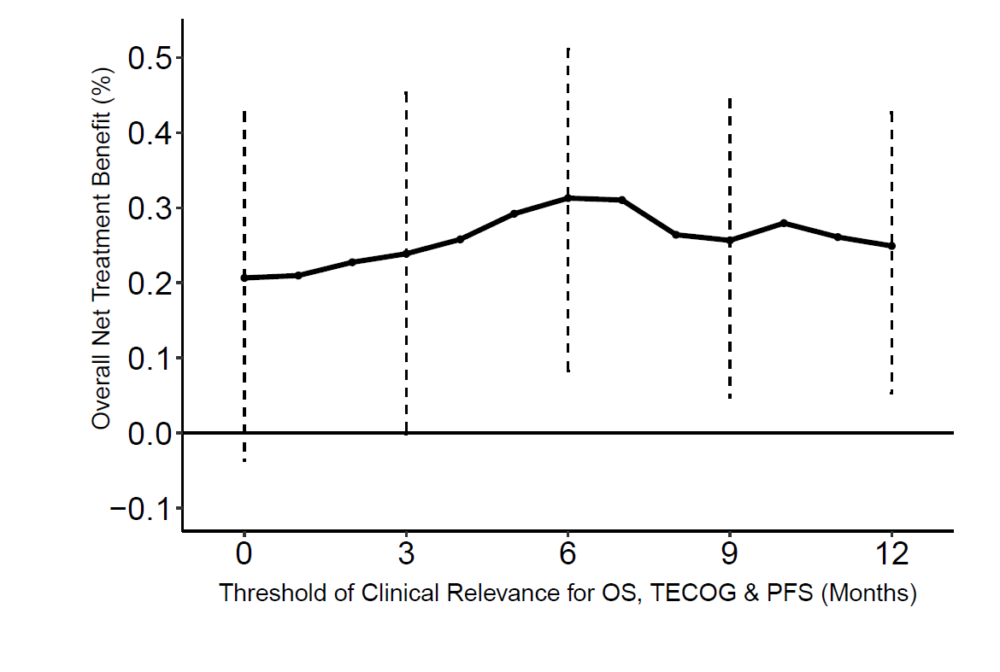 Overall Net Treatment Benefit (%)
0.5
0.4
0.3
0.2
0.1
0.0
−0.1
0 3 6 9 12
Threshold of Clinical Relevance for OS, TECOG & PFS (Months)